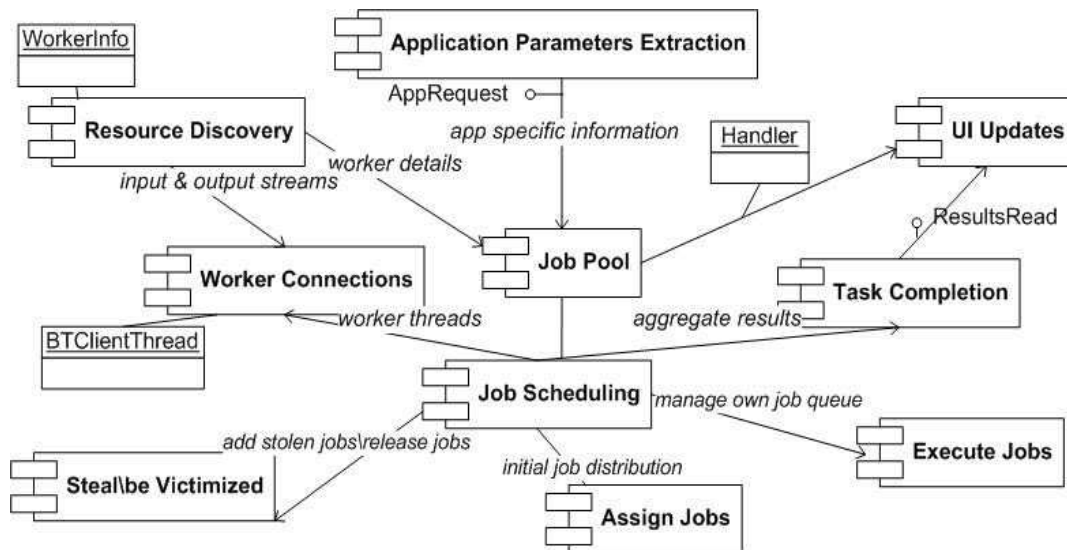 WorkerInfo
Application Parameters Extraction
AppRequest
Resource Discovery
app specific information
Handler
UI Updates
worker details
input & output streams
ResultsRead
Job Pool
Worker Connections
Task Completion
worker threads
aggregate results
BTClientThread
Job Scheduling
manage own job queue
add stolen jobs\release jobs
Execute Jobs
initial job distribution
Steal\be Victimized
Assign Jobs